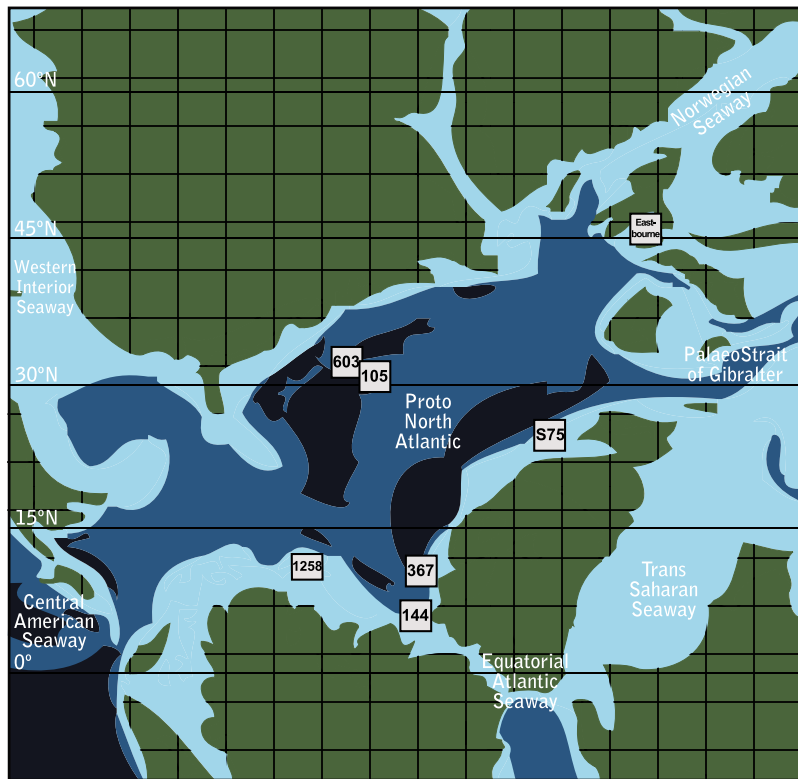 60°N
Norwegian
Seaway
East-
bourne
45°N
Western
Interior
Seaway
603
105
PalaeoStrait
of Gibralter
30°N
Proto
North
Atlantic
S75
15°N
1258
367
Trans
Saharan
Seaway
144
Central
American
Seaway
0°
Equatorial
Atlantic
Seaway